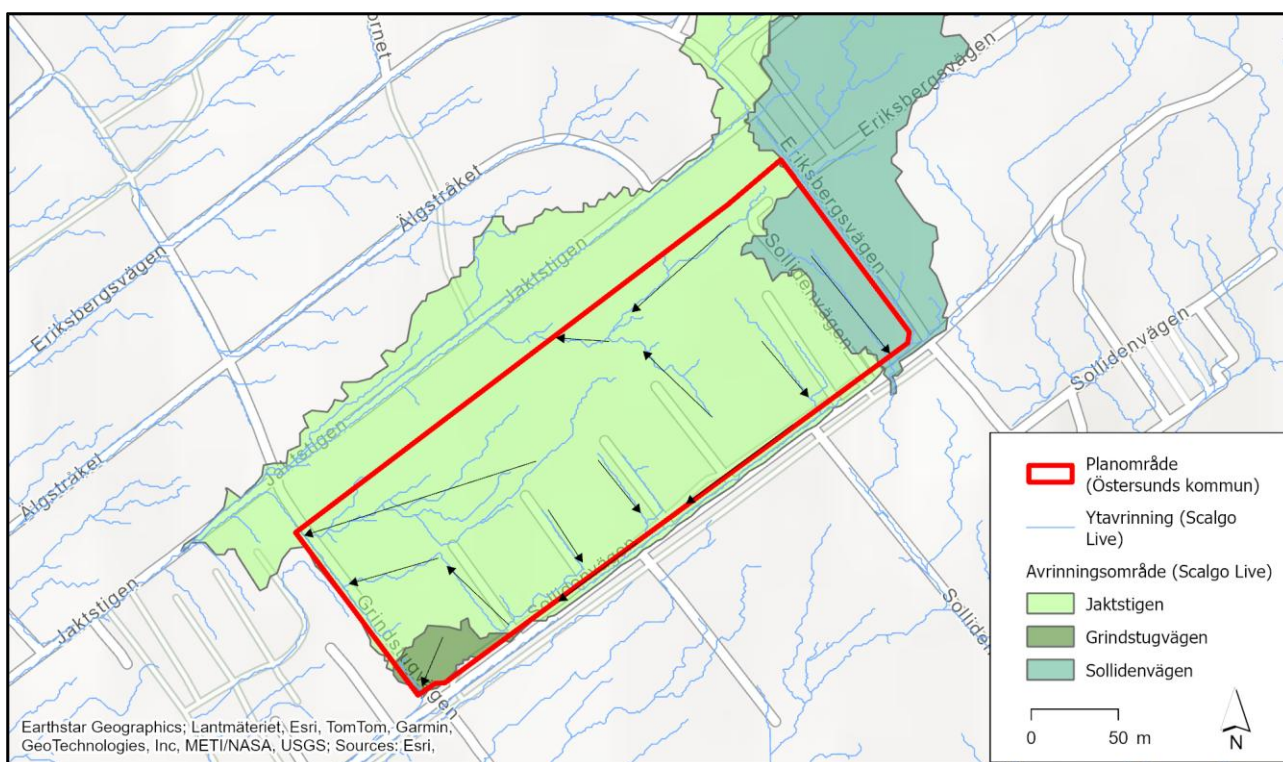 ornet
Eriksbergsvägen
Eriksbergsvägen
Älgstråket
Jaktstigen
Sollidenvägen
Eriksbergsvägen
Sollidenvägen
Jaktstigen
Älgstråket
Jaktstigen
Sollidenvägen
Grindstugvägen
Solliden
Planområde
(Östersunds kommun)
Ytavrinning (Scalgo
Live)
Avrinningsområde (Scalgo Live)
Jaktstigen
Grindstugvägen
Sollidenvägen
0 50 m
N
Earthstar Geographics; Lantmäteriet, Esri, TomTom, Garmin,
GeoTechnologies, Inc, METI/NASA, USGS; Sources: Esri,